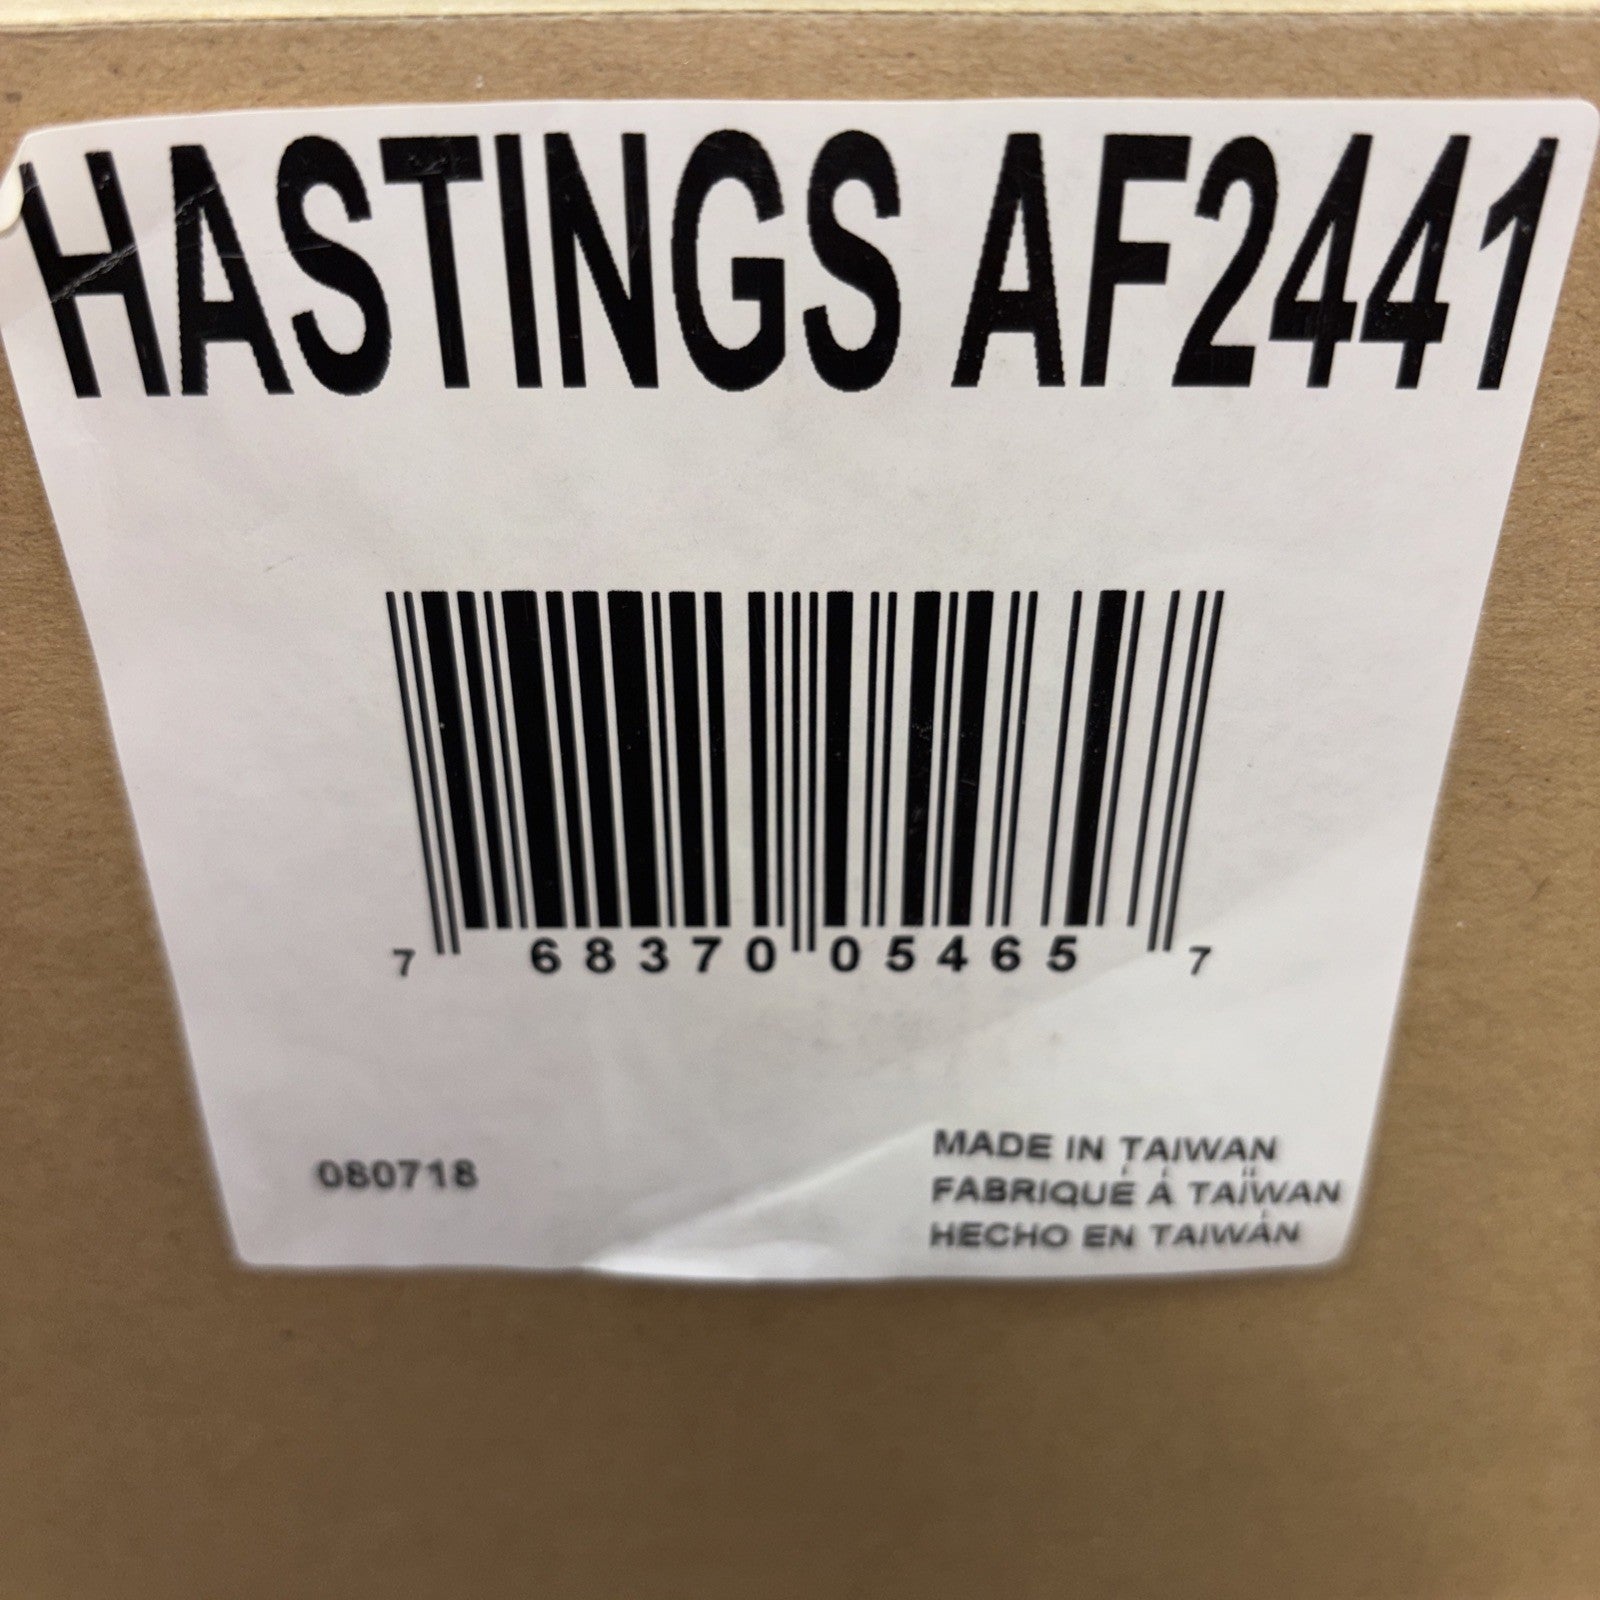 HASTINGS AF2441
7 68370 05465 7
080718
MADE IN TAIWAN
FABRIQUÉ Á TAÏWAN
HECHO EN TAIWÁN